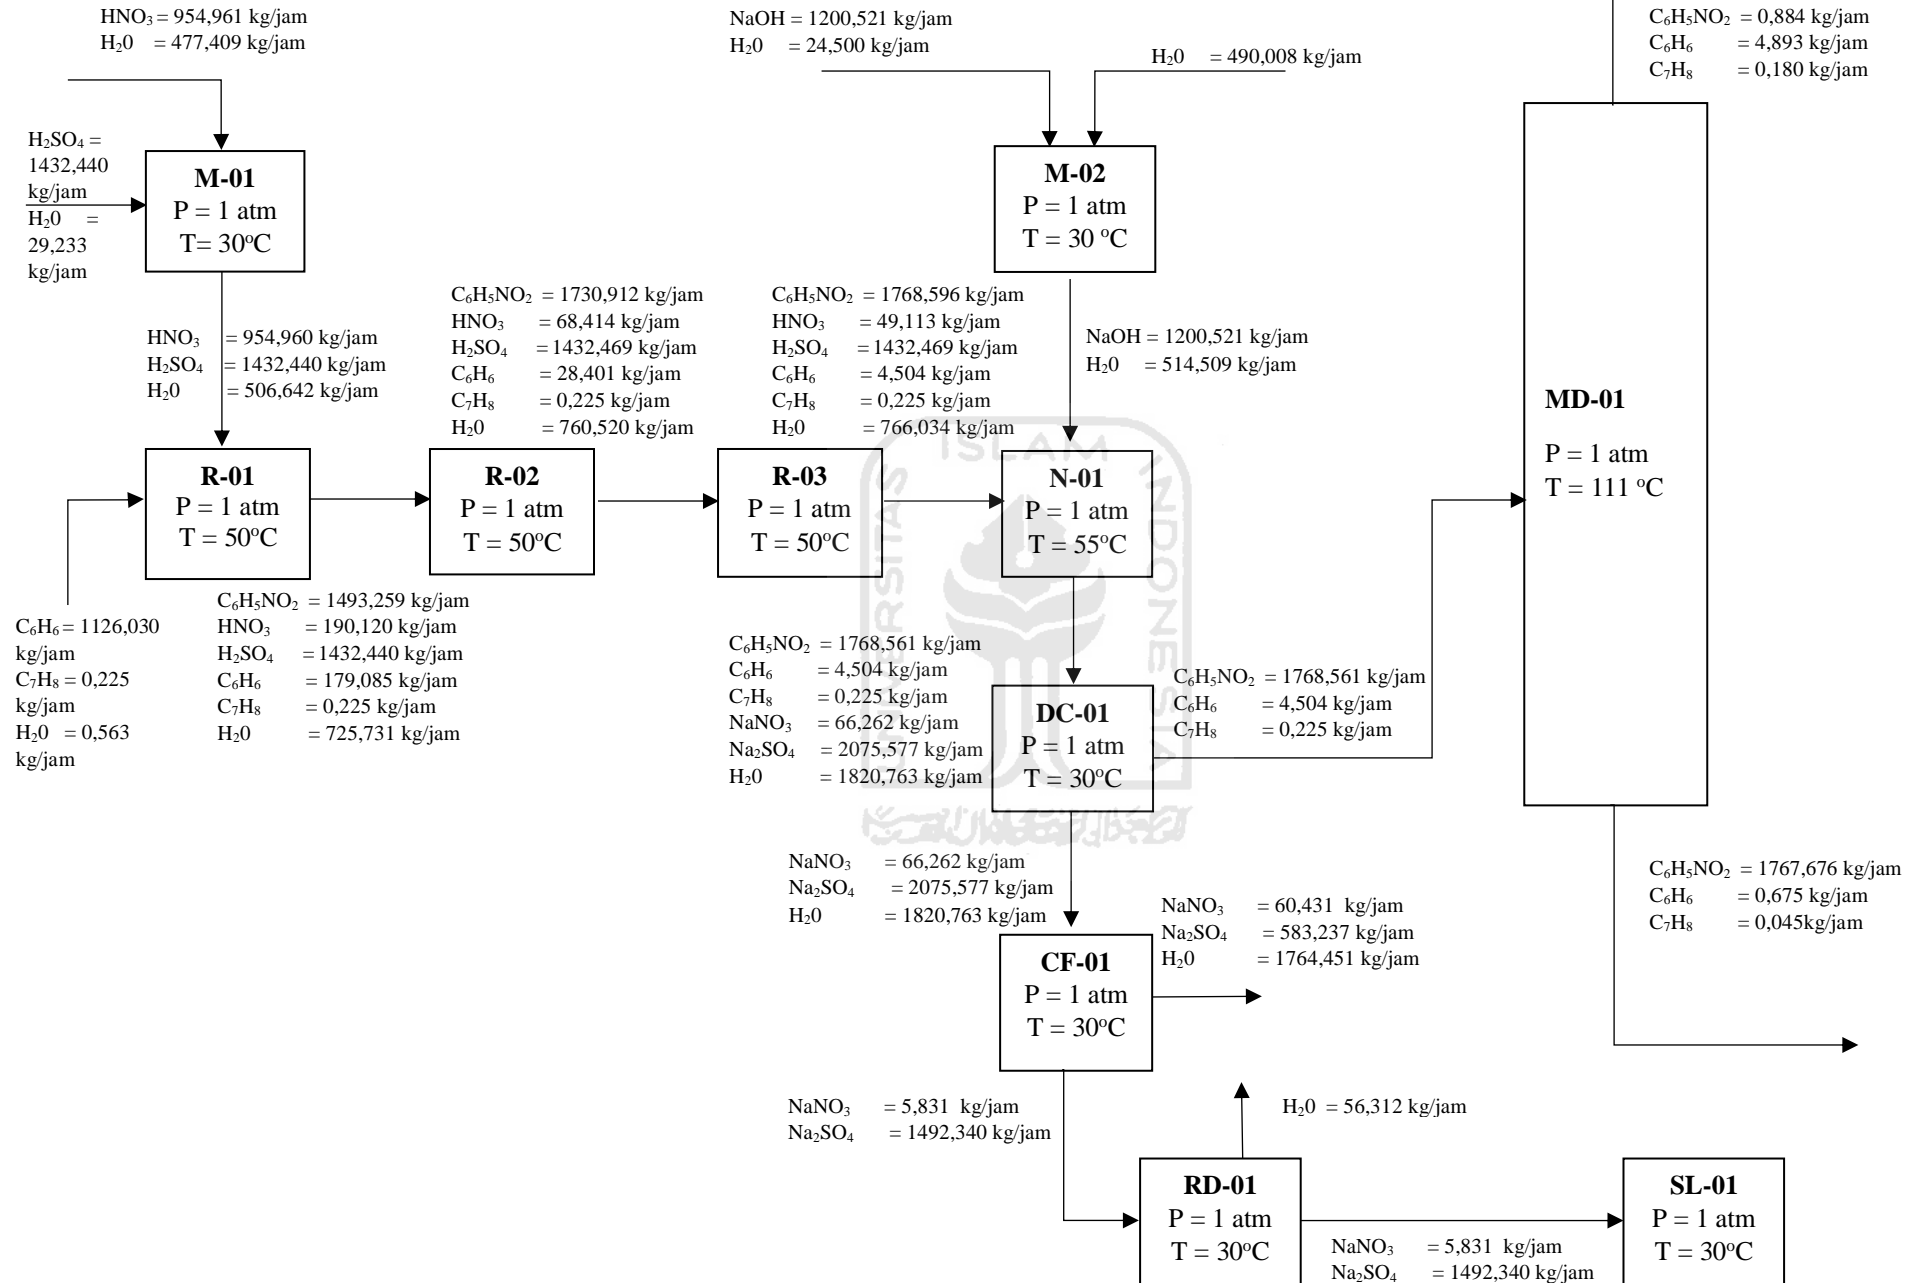 HNO₃ = 954,961 kg/jam
H₂0 = 477,409 kg/jam
NaOH = 1200,521 kg/jam
H₂0 = 24,500 kg/jam
H₂0 = 490,008 kg/jam
C₆H₅NO₂ = 0,884 kg/jam
C₆H₆ = 4,893 kg/jam
C₇H₈ = 0,180 kg/jam
H₂SO₄ =
1432,440
kg/jam
H₂0 =
29,233
kg/jam
M-01
P = 1 atm
T= 30ºC
M-02
P = 1 atm
T = 30 ºC
HNO₃ = 954,960 kg/jam
H₂SO₄ = 1432,440 kg/jam
H₂0 = 506,642 kg/jam
C₆H₅NO₂ = 1730,912 kg/jam
HNO₃ = 68,414 kg/jam
H₂SO₄ = 1432,469 kg/jam
C₆H₆ = 28,401 kg/jam
C₇H₈ = 0,225 kg/jam
H₂0 = 760,520 kg/jam
C₆H₅NO₂ = 1768,596 kg/jam
HNO₃ = 49,113 kg/jam
H₂SO₄ = 1432,469 kg/jam
C₆H₆ = 4,504 kg/jam
C₇H₈ = 0,225 kg/jam
H₂0 = 766,034 kg/jam
NaOH = 1200,521 kg/jam
H₂0 = 514,509 kg/jam
MD-01
P = 1 atm
T = 111 ºC
R-01
P = 1 atm
T = 50ºC
R-02
P = 1 atm
T = 50ºC
R-03
P = 1 atm
T = 50ºC
N-01
P = 1 atm
T = 55ºC
UNIVERSITAS ISLAM INDONESIA
C₆H₆ = 1126,030
kg/jam
C₇H₈ = 0,225
kg/jam
H₂0 = 0,563
kg/jam
C₆H₅NO₂ = 1493,259 kg/jam
HNO₃ = 190,120 kg/jam
H₂SO₄ = 1432,440 kg/jam
C₆H₆ = 179,085 kg/jam
C₇H₈ = 0,225 kg/jam
H₂0 = 725,731 kg/jam
C₆H₅NO₂ = 1768,561 kg/jam
C₆H₆ = 4,504 kg/jam
C₇H₈ = 0,225 kg/jam
NaNO₃ = 66,262 kg/jam
Na₂SO₄ = 2075,577 kg/jam
H₂0 = 1820,763 kg/jam
DC-01
P = 1 atm
T = 30ºC
C₆H₅NO₂ = 1768,561 kg/jam
C₆H₆ = 4,504 kg/jam
C₇H₈ = 0,225 kg/jam
NaNO₃ = 66,262 kg/jam
Na₂SO₄ = 2075,577 kg/jam
H₂0 = 1820,763 kg/jam
CF-01
P = 1 atm
T = 30ºC
NaNO₃ = 60,431 kg/jam
Na₂SO₄ = 583,237 kg/jam
H₂0 = 1764,451 kg/jam
C₆H₅NO₂ = 1767,676 kg/jam
C₆H₆ = 0,675 kg/jam
C₇H₈ = 0,045kg/jam
NaNO₃ = 5,831 kg/jam
Na₂SO₄ = 1492,340 kg/jam
H₂0 = 56,312 kg/jam
RD-01
P = 1 atm
T = 30ºC
SL-01
P = 1 atm
T = 30ºC
NaNO₃ = 5,831 kg/jam
Na₂SO₄ = 1492,340 kg/jam